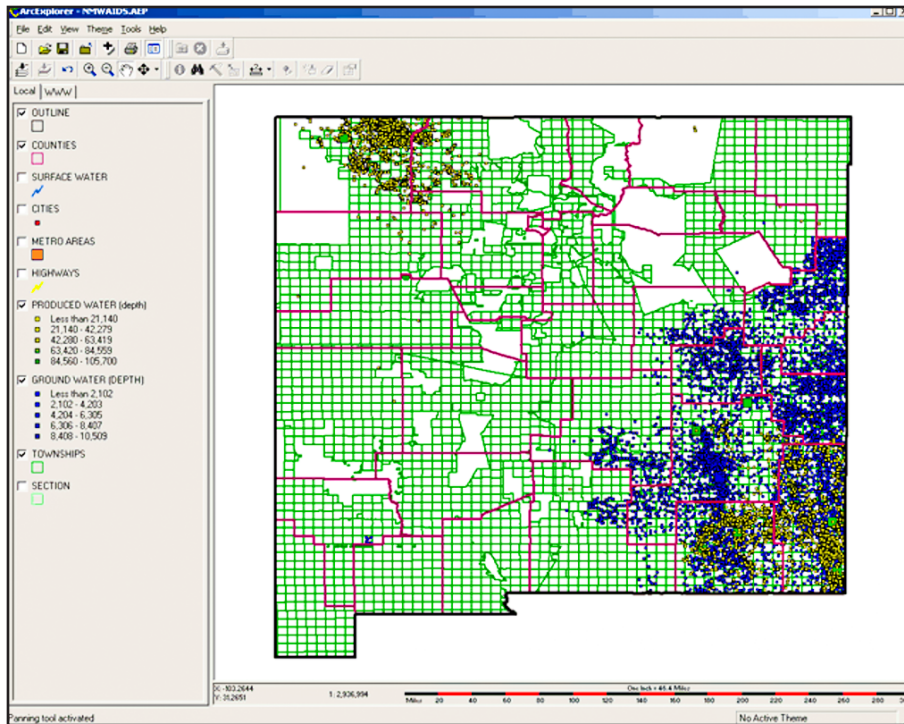 ArcExplorer - NMWAIDS.AEP
File Edit View Theme Tools Help
Local WWW
OUTLINE
COUNTIES
SURFACE WATER
CITIES
METRO AREAS
HIGHWAYS
PRODUCED WATER (depth)
Less than 21,140
21,140 - 42,279
42,280 - 63,419
63,420 - 84,559
84,560 - 105,700
GROUND WATER (DEPTH)
Less than 2,102
2,102 - 4,203
4,204 - 6,305
6,306 - 8,407
8,408 - 10,509
TOWNSHIPS
SECTION
X: -103.2644
Y: 31.2651
1: 2,936,994
One Inch = 46.4 Miles
Miles 20 40 60 80 100 120 140 160 180 200 220 240 260 280
Panning tool activated
No Active Theme